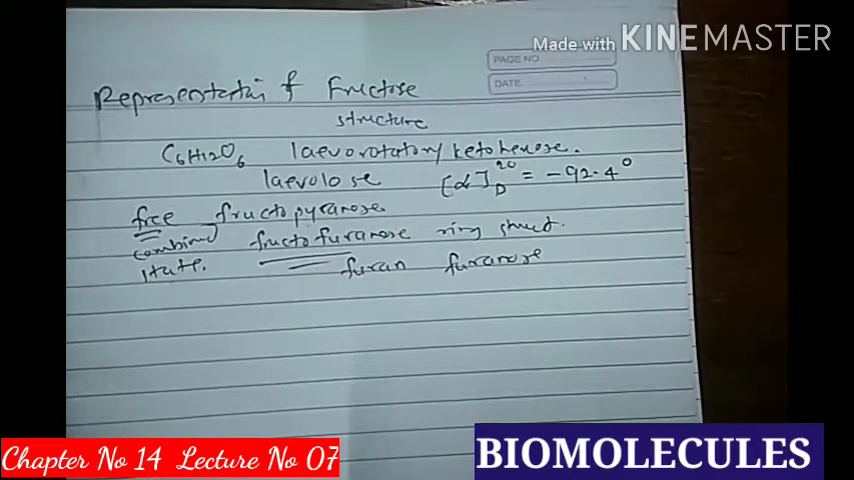 Made with KINEMASTER
PAGE NO
DATE
Representation of Fructose
structure
C6H12O6 laevorotatory ketohexose.
laevolose [α]D20 = -92.4°
free fructopyranose
combined fructofuranose ring struct.
state.
furan furanose
Chapter No 14 Lecture No 07
BIOMOLECULES